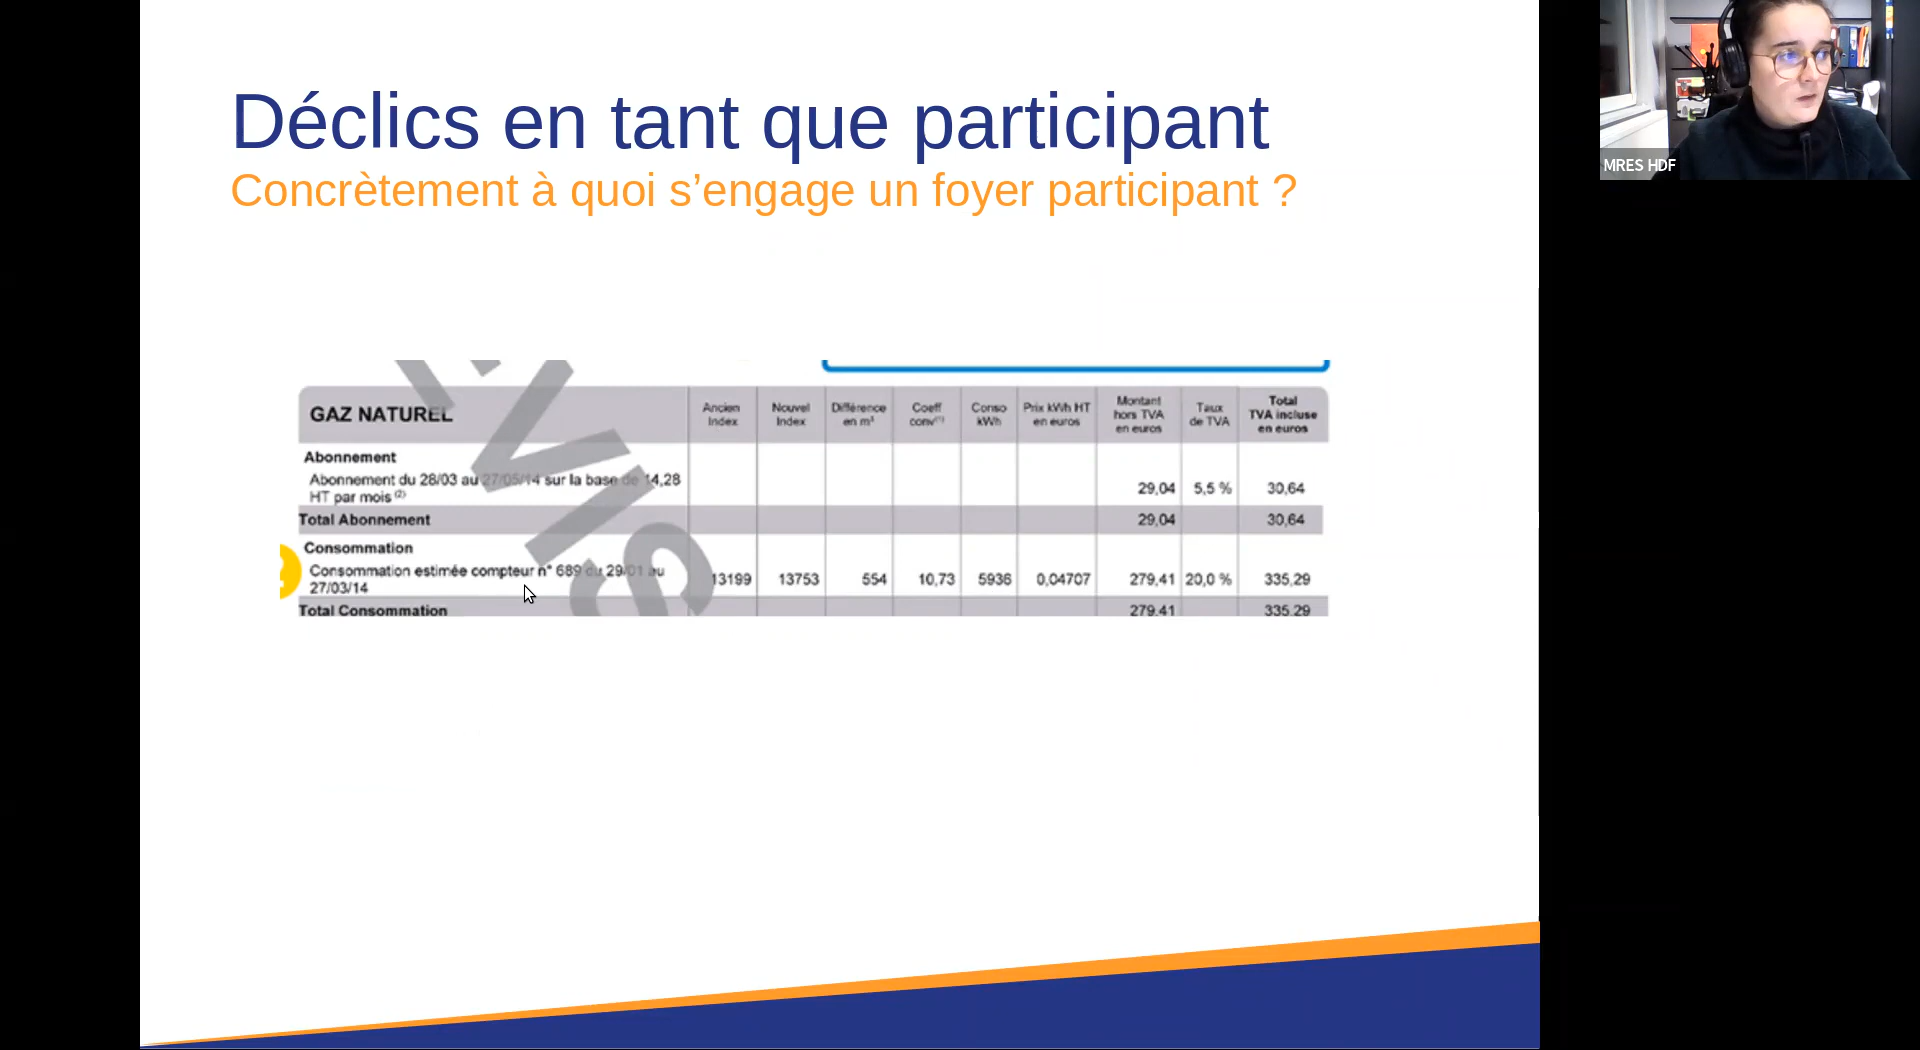 Déclics en tant que participant
Concrètement à quoi s’engage un foyer participant ?
MRES HDF
GAZ NATUREL
Ancien Index
Nouvel Index
Différence en m³
Coeff conv⁽¹⁾
Conso kWh
Prix kWh HT en euros
Montant hors TVA en euros
Taux de TVA
Total TVA incluse en euros
Abonnement
Abonnement du 28/03 au 27/05/14 sur la base de 14,28
HT par mois ⁽²⁾ 29,04 5,5 % 30,64
Total Abonnement 29,04 30,64
Consommation
Consommation estimée compteur n° 689 du 29/01 au
27/03/14 13199 13753 554 10,73 5936 0,04707 279,41 20,0 % 335,29
Total Consommation 279,41 335,29